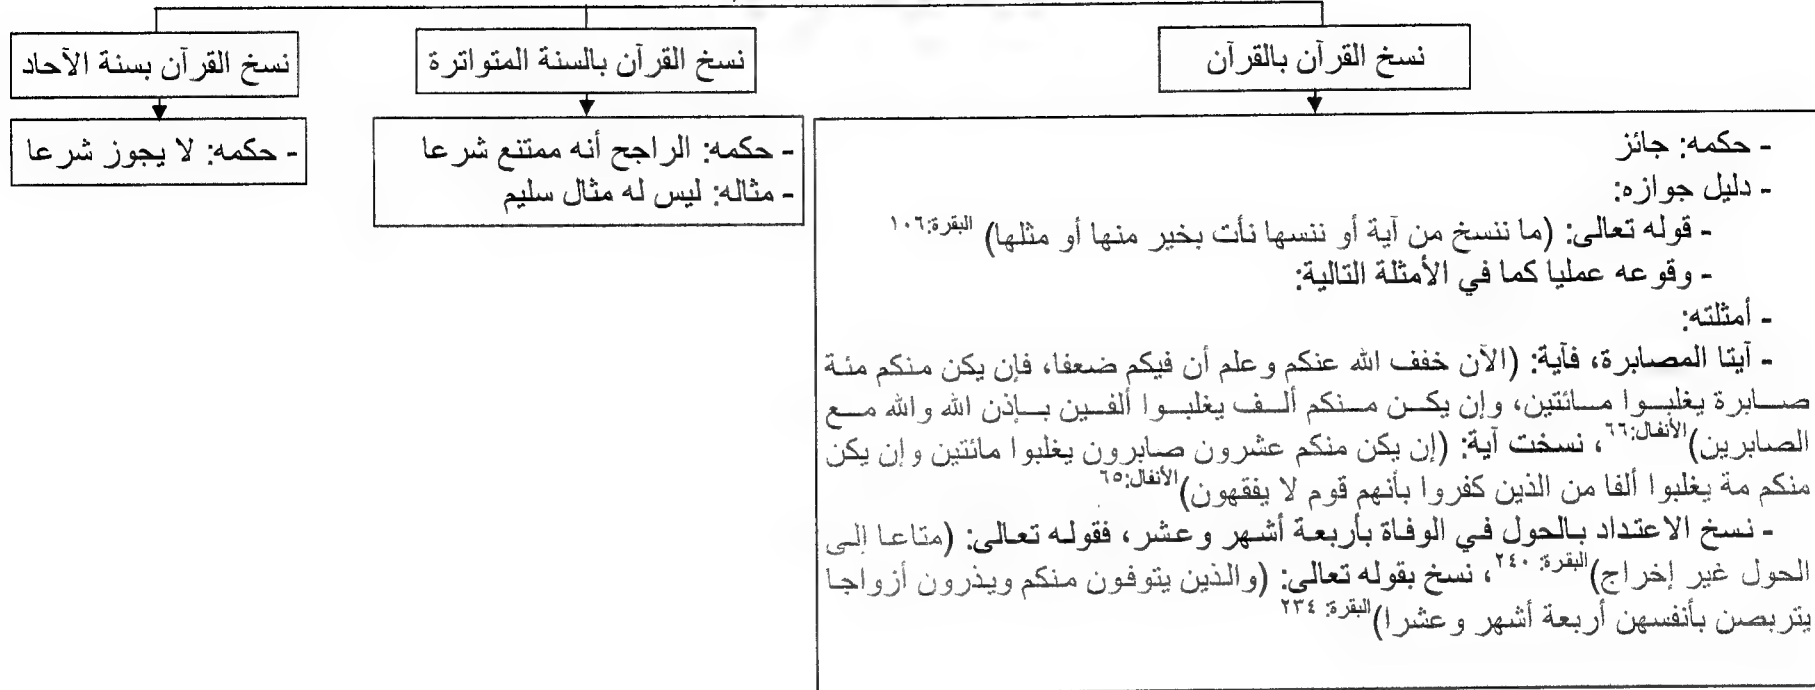 نسخ القرآن بالقرآن
- حكمه: جائز
- دليل جوازه:
- قوله تعالى: (ما ننسخ من آية أو ننسها نأت بخير منها أو مثلها) البقرة:١٠٦
- وقوعه عمليا كما في الأمثلة التالية:
- أمثلته:
- آيتا المصابرة، فآية: (الآن خفف الله عنكم وعلم أن فيكم ضعفا، فإن يكن منكم مئة
صابرة يغلبوا مائتين، وإن يكن منكم ألف يغلبوا ألفين بإذن الله والله مع
الصابرين)الأنفال:٦٦، نسخت آية: (إن يكن منكم عشرون صابرون يغلبوا مائتين وإن يكن
منكم مة يغلبوا ألفا من الذين كفروا بأنهم قوم لا يفقهون)الأنفال:٦٥
- نسخ الاعتداد بالحول في الوفاة بأربعة أشهر وعشر، فقوله تعالى: (متاعا إلى
الحول غير إخراج)البقرة: ٢٤٠، نسخ بقوله تعالى: (والذين يتوفون منكم ويذرون أزواجا
يتربصن بأنفسهن أربعة أشهر وعشرا)البقرة: ٢٣٤
نسخ القرآن بالسنة المتواترة
- حكمه: الراجح أنه ممتنع شرعا
- مثاله: ليس له مثال سليم
نسخ القرآن بسنة الآحاد
- حكمه: لا يجوز شرعا